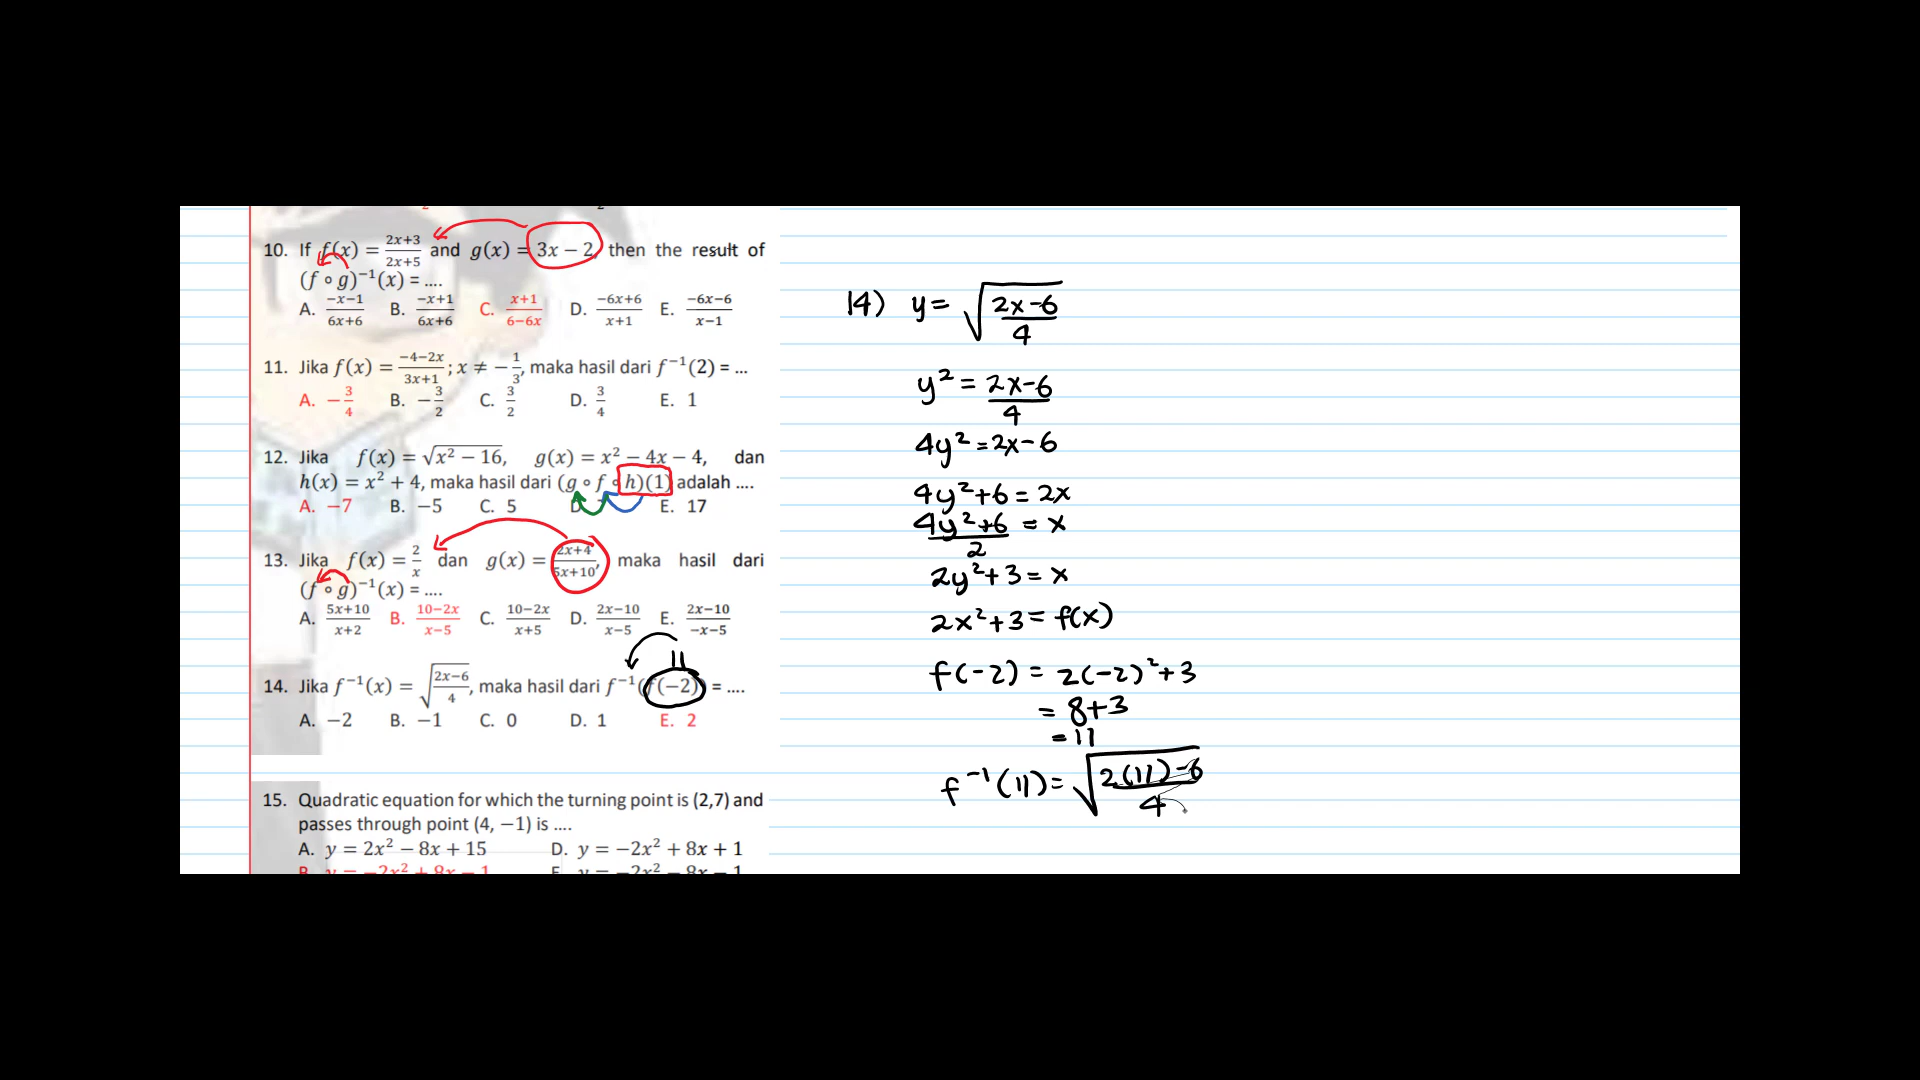 10. If f(x) = 2x+3/2x+5 and g(x) = 3x − 2, then the result of
(f ∘ g)⁻¹(x) = ....
A. −x−1/6x+6 B. −x+1/6x+6 C. x+1/6−6x D. −6x+6/x+1 E. −6x−6/x−1
11. Jika f(x) = −4−2x/3x+1 ; x ≠ −1/3, maka hasil dari f⁻¹(2) = ...
A. −3/4 B. −3/2 C. 3/2 D. 3/4 E. 1
12. Jika f(x) = √x² − 16, g(x) = x² − 4x − 4, dan
h(x) = x² + 4, maka hasil dari (g ∘ f ∘ h)(1) adalah ....
A. −7 B. −5 C. 5 D. E. 17
13. Jika f(x) = 2/x dan g(x) = 2x+4/5x+10, maka hasil dari
(f ∘ g)⁻¹(x) = ....
A. 5x+10/x+2 B. 10−2x/x−5 C. 10−2x/x+5 D. 2x−10/x−5 E. 2x−10/−x−5
11
14. Jika f⁻¹(x) = √2x−6/4, maka hasil dari f⁻¹(f(−2)) = ....
A. −2 B. −1 C. 0 D. 1 E. 2
15. Quadratic equation for which the turning point is (2,7) and
passes through point (4, −1) is ....
A. y = 2x² − 8x + 15 D. y = −2x² + 8x + 1
B. y = −2x² + 8x − 1 E. y = −2x² − 8x − 1
14) y = √2x-6/4
y² = 2x-6/4
4y² = 2x-6
4y²+6 = 2x
4y²+6/2 = x
2y²+3 = x
2x²+3 = f(x)
f(-2) = 2(-2)²+3
= 8+3
= 11
f⁻¹(11) = √2(11)-6/4